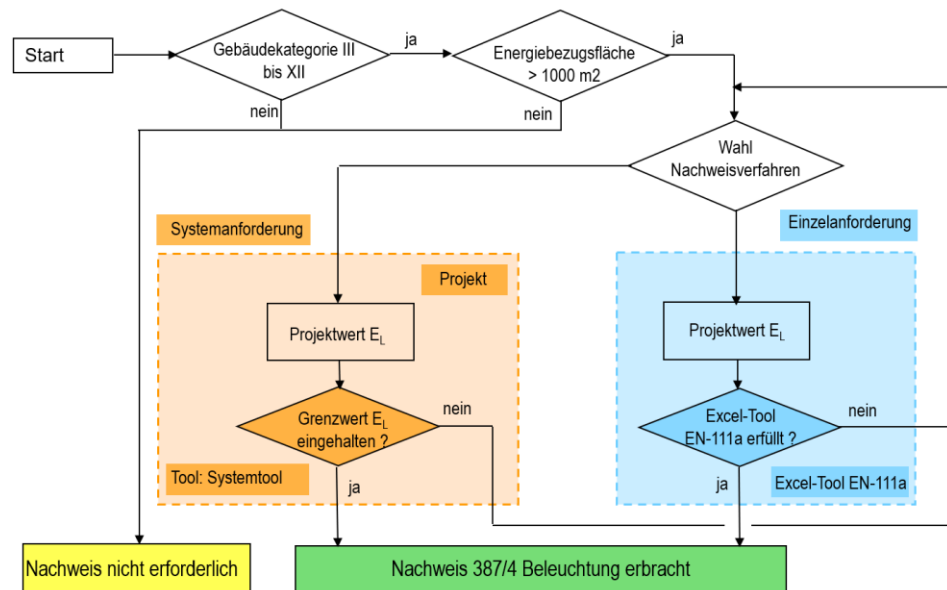 Start
Gebäudekategorie III
bis XII
ja
Energiebezugsfläche
> 1000 m2
ja
nein
nein
Wahl
Nachweisverfahren
Systemanforderung
Einzelanforderung
Projekt
Projektwert EL
Projektwert EL
Grenzwert EL
eingehalten ?
nein
Excel-Tool
EN-111a erfüllt ?
nein
Tool: Systemtool
ja
ja
Excel-Tool EN-111a
Nachweis nicht erforderlich
Nachweis 387/4 Beleuchtung erbracht